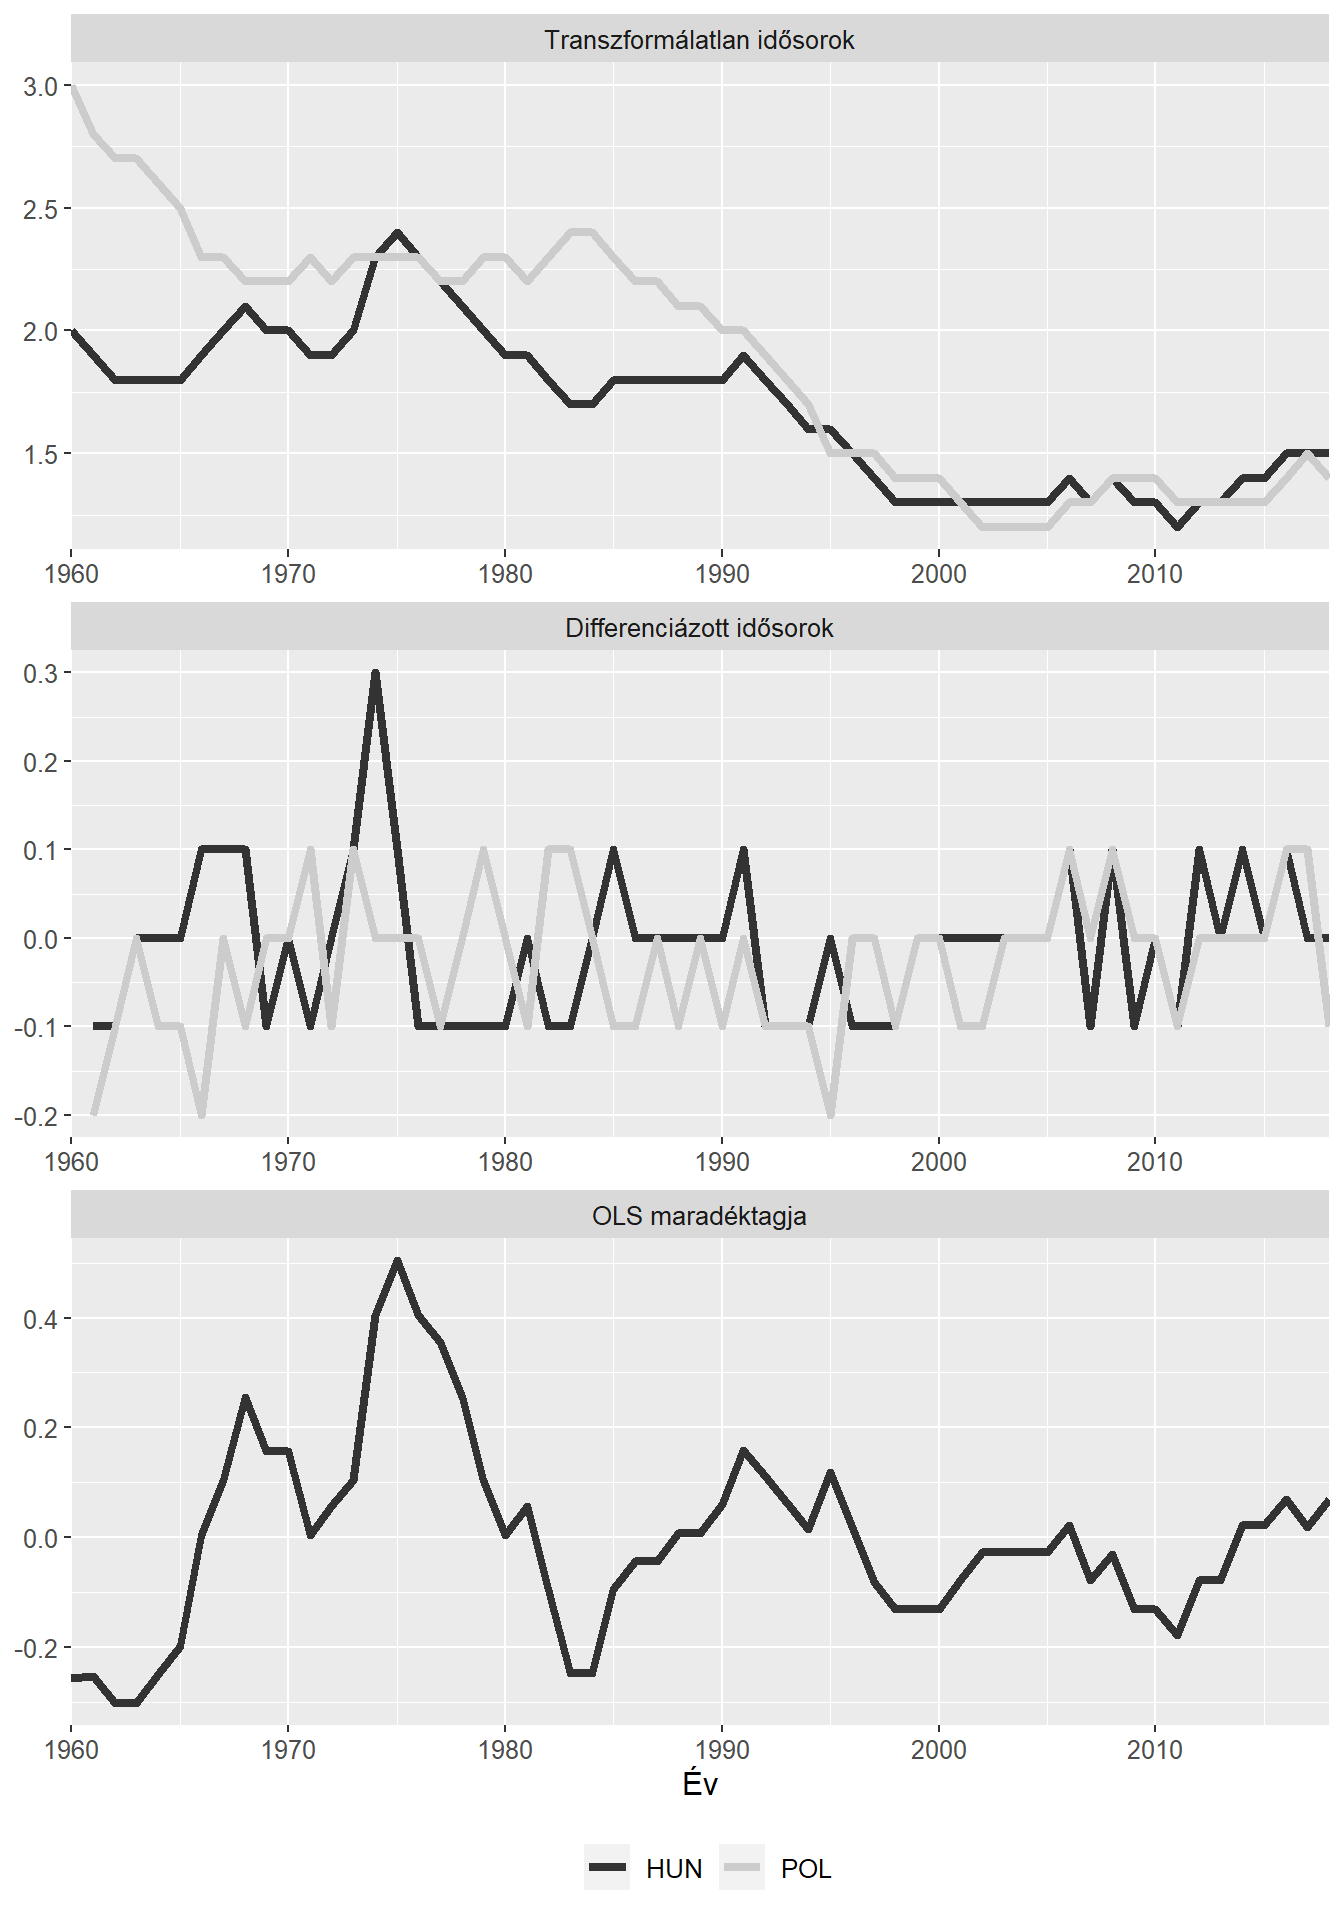 Transzformálatlan idősorok
3.0
2.5
2.0
1.5
1960 1970 1980 1990 2000 2010
Differenciázott idősorok
0.3
0.2
0.1
0.0
-0.1
-0.2
1960 1970 1980 1990 2000 2010
OLS maradéktagja
0.4
0.2
0.0
-0.2
1960 1970 1980 1990 2000 2010
Év
HUN POL